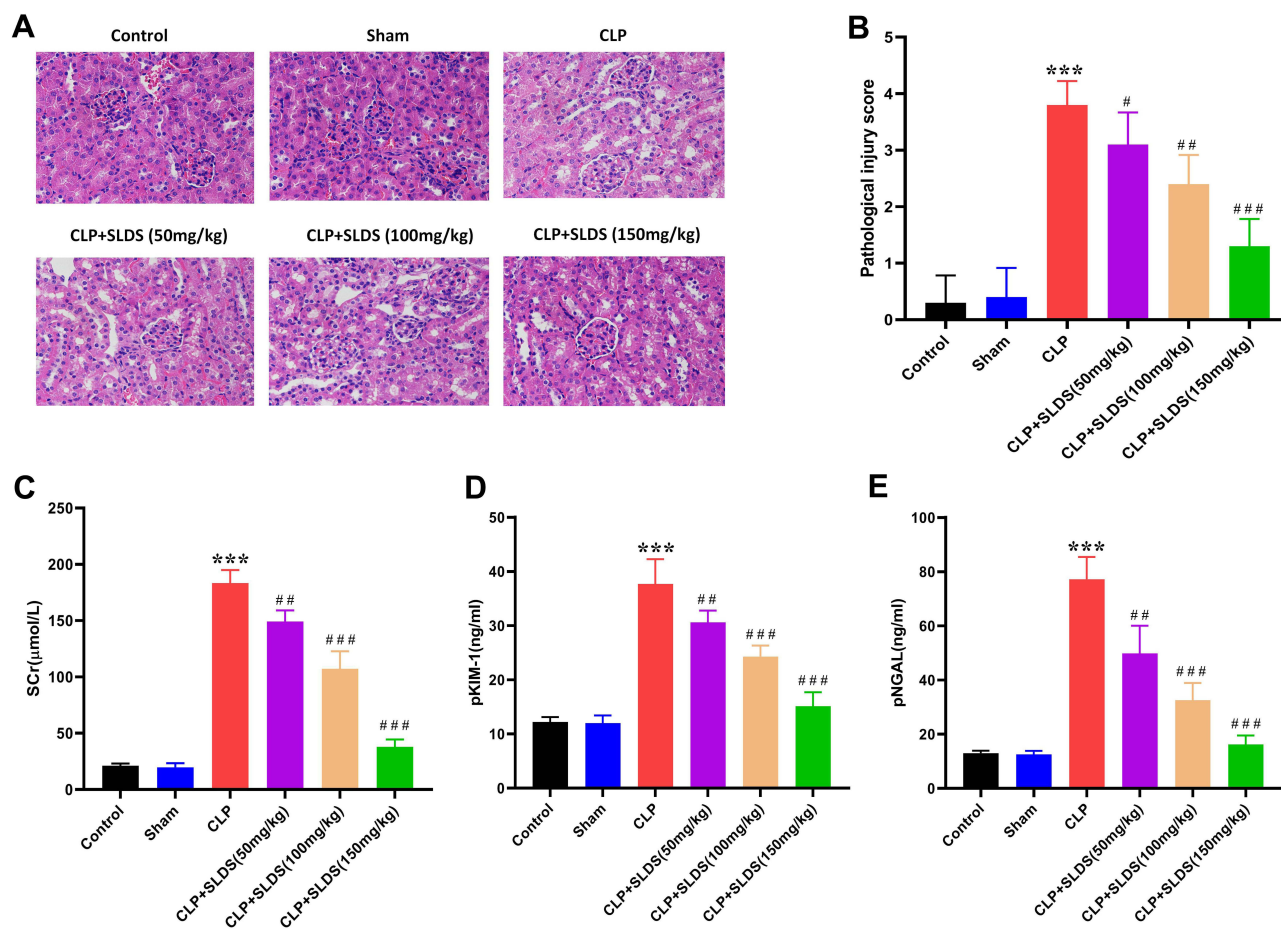 A
Control
Sham
CLP
CLP+SLDS (50mg/kg)
CLP+SLDS (100mg/kg)
CLP+SLDS (150mg/kg)
B
Pathological injury score
5
4
3
2
1
0
***
#
##
###
Control
Sham
CLP
CLP+SLDS(50mg/kg)
CLP+SLDS(100mg/kg)
CLP+SLDS(150mg/kg)
C
SCr(μmol/L)
250
200
150
100
50
0
***
##
###
###
Control
Sham
CLP
CLP+SLDS(50mg/kg)
CLP+SLDS(100mg/kg)
CLP+SLDS(150mg/kg)
D
pKIM-1(ng/ml)
50
40
30
20
10
0
***
##
###
###
Control
Sham
CLP
CLP+SLDS(50mg/kg)
CLP+SLDS(100mg/kg)
CLP+SLDS(150mg/kg)
E
pNGAL(ng/ml)
100
80
60
40
20
0
***
##
###
###
Control
Sham
CLP
CLP+SLDS(50mg/kg)
CLP+SLDS(100mg/kg)
CLP+SLDS(150mg/kg)